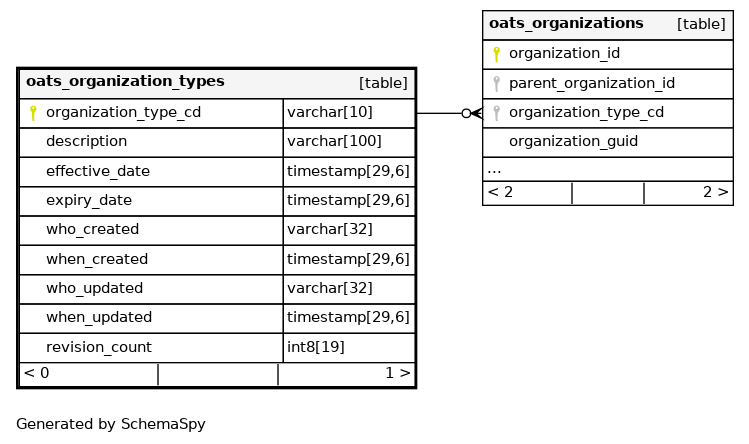 oats_organizations [table]
organization_id
parent_organization_id
organization_type_cd
organization_guid
...
< 2 2 >
oats_organization_types [table]
organization_type_cd varchar[10]
description varchar[100]
effective_date timestamp[29,6]
expiry_date timestamp[29,6]
who_created varchar[32]
when_created timestamp[29,6]
who_updated varchar[32]
when_updated timestamp[29,6]
revision_count int8[19]
< 0 1 >
Generated by SchemaSpy